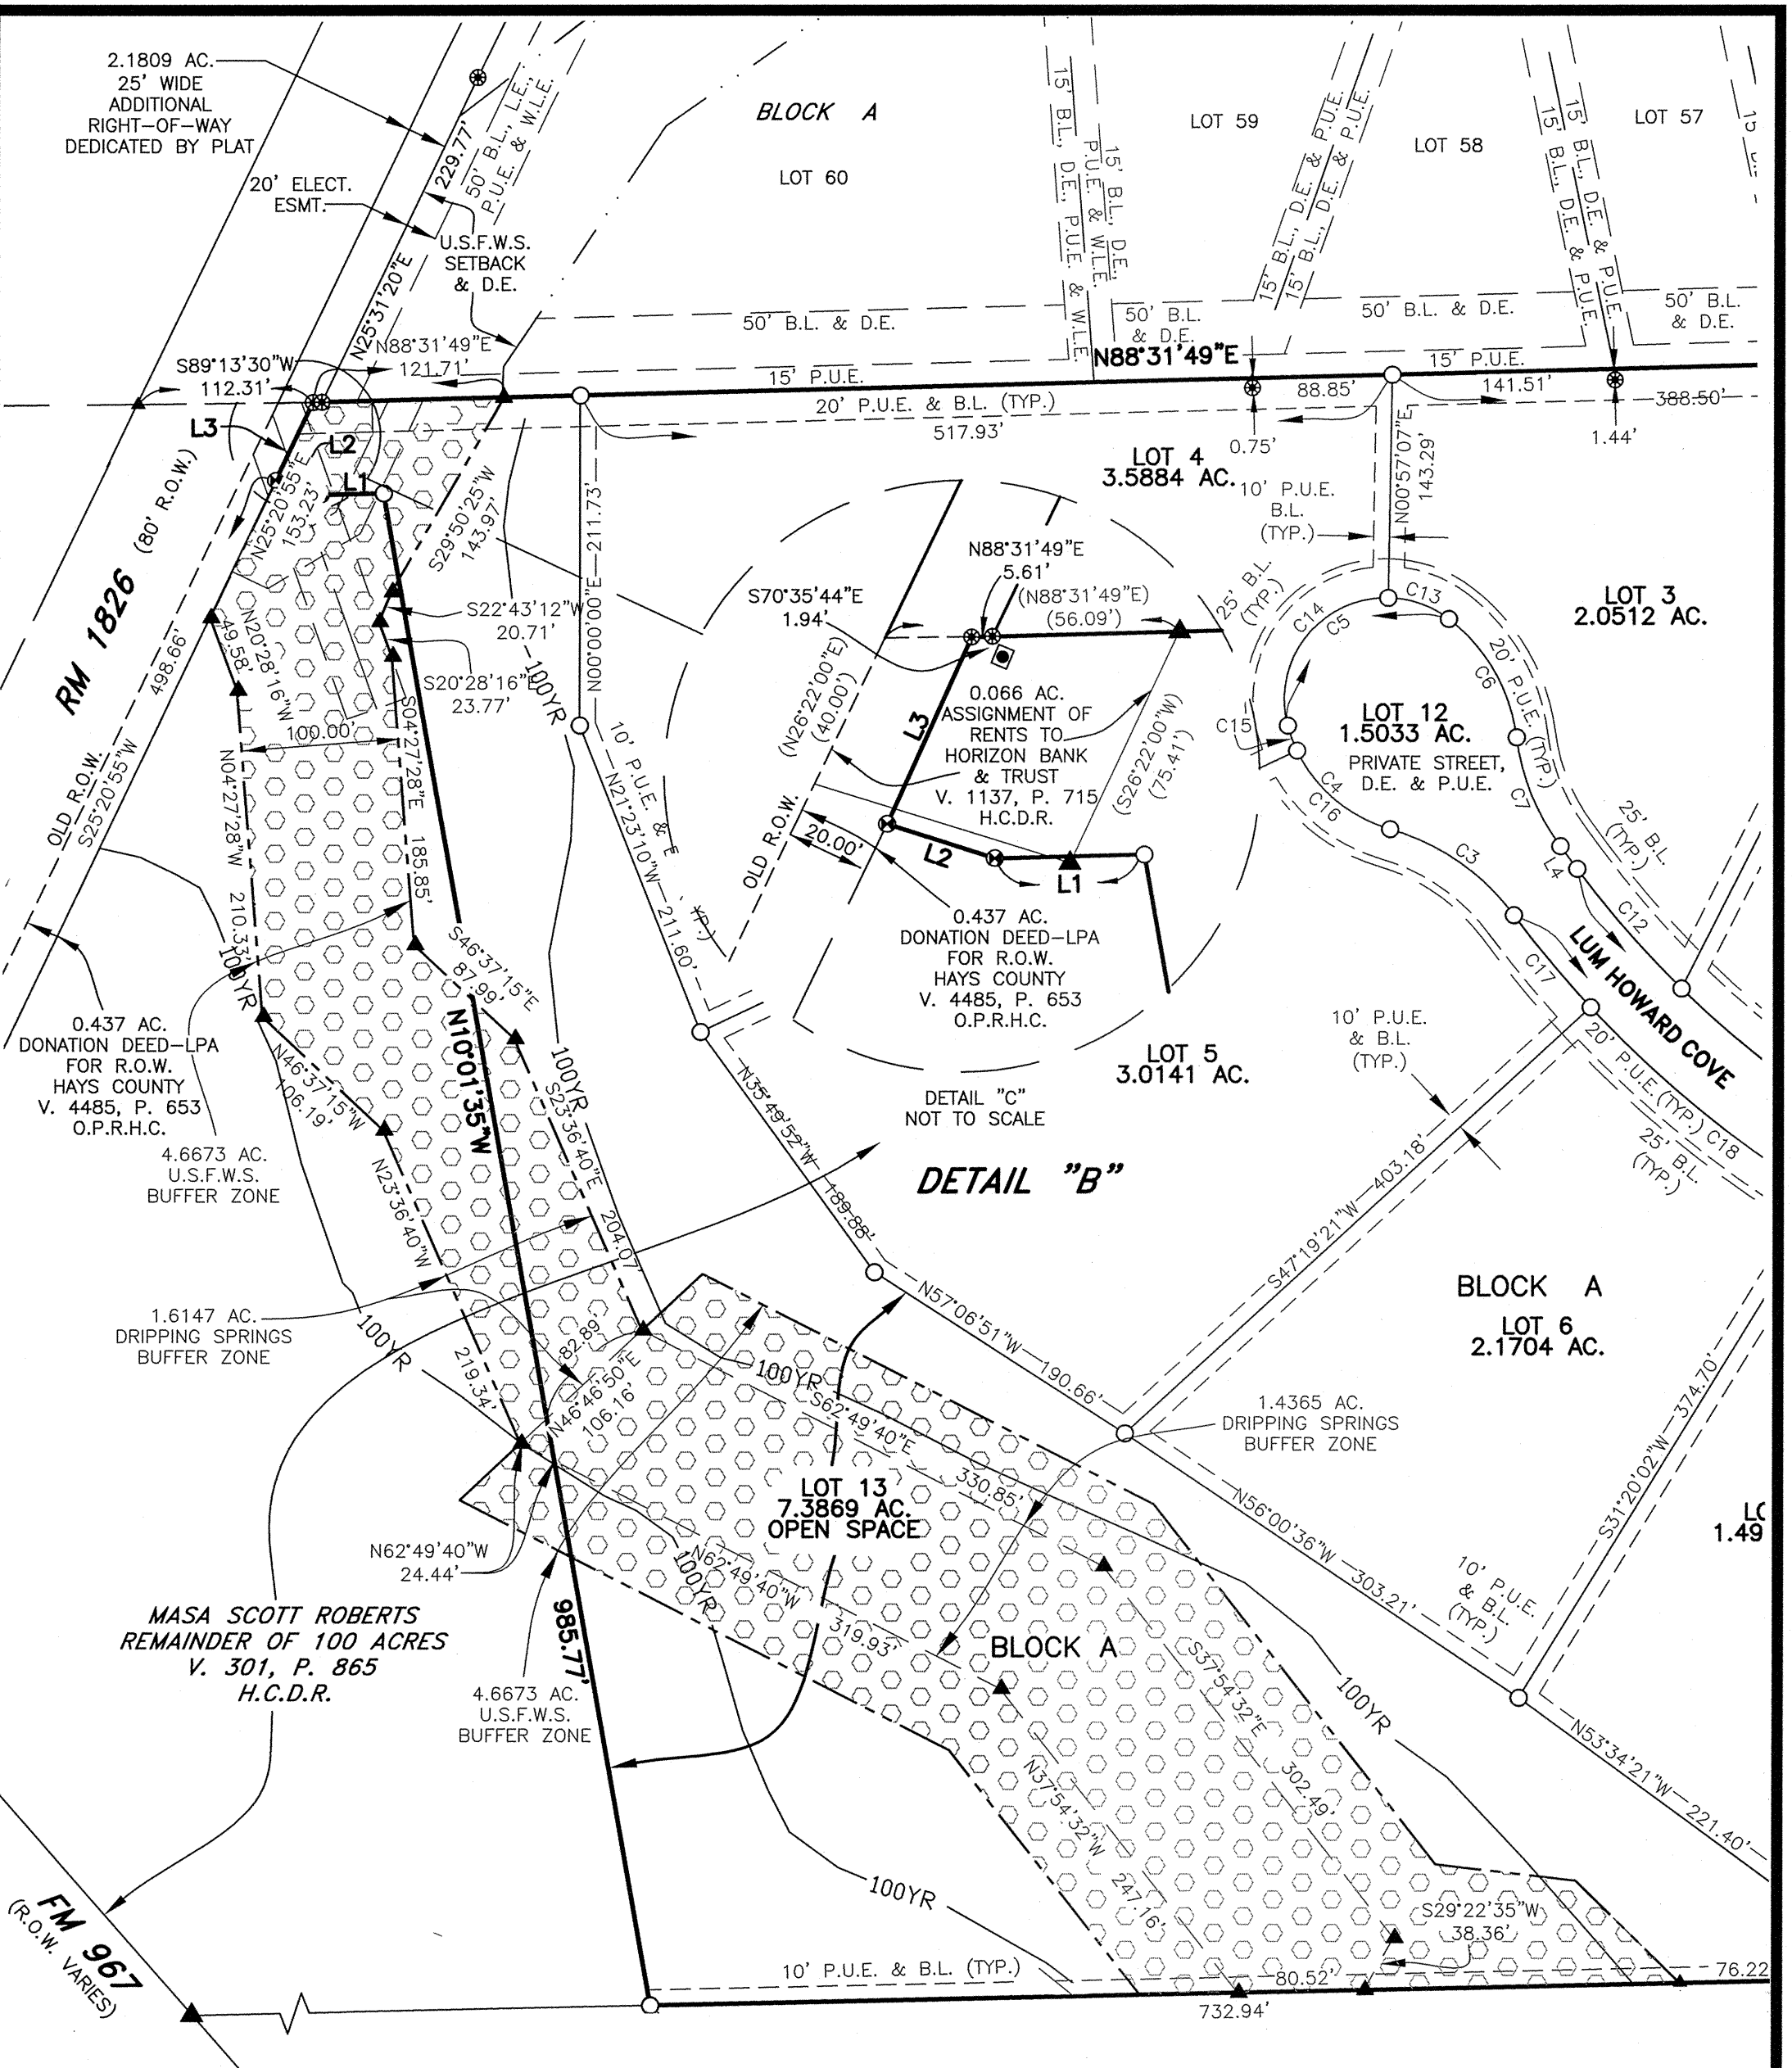 2.1809 AC.
25' WIDE
ADDITIONAL
RIGHT-OF-WAY
DEDICATED BY PLAT
20' ELECT.
ESMT.
229.77'
N25°31'20"E
50' B.L., L.E.,
P.U.E. & W.L.E.
U.S.F.W.S.
SETBACK
& D.E.
BLOCK A
LOT 60
15' B.L., D.E., P.U.E. & W.L.E.
15' B.L., D.E.,
P.U.E. & W.L.E.
LOT 59
15' B.L., D.E. & P.U.E.
15' B.L., D.E. & P.U.E.
LOT 58
15' B.L., D.E. & P.U.E.
15' B.L., D.E. & P.U.E.
LOT 57
50' B.L. & D.E.
50' B.L.
& D.E.
50' B.L. & D.E.
50' B.L.
& D.E.
S89°13'30"W
112.31'
N88°31'49"E
121.71'
15' P.U.E.
N88°31'49"E
15' P.U.E.
20' P.U.E. & B.L. (TYP.)
517.93'
88.85'
0.75'
141.51'
1.44'
388.50'
L3
L2
L1
RM 1826 (80' R.O.W.)
N25°20'55"E
153.23'
S29°50'25"W
143.97'
S22°43'12"W
20.71'
S20°28'16"E
23.77'
49.58'
N20°28'16"W
100.00'
S04°27'28"E
185.85'
N04°27'28"W
210.33'
498.66'
OLD R.O.W.
S25°20'55"W
100YR
N00°00'00"E
211.73'
100YR
10' P.U.E. &
N21°23'10"W
211.60'
LOT 4
3.5884 AC.
10' P.U.E.
B.L.
(TYP.)
N00°57'07"E
143.29'
LOT 3
2.0512 AC.
N88°31'49"E
5.61'
(N88°31'49"E)
(56.09')
S70°35'44"E
1.94'
25' B.L.
(TYP.)
(N26°22'00"E)
(40.00')
L3
0.066 AC.
ASSIGNMENT OF
RENTS TO
HORIZON BANK
& TRUST
V. 1137, P. 715
H.C.D.R.
(S26°22'00"W)
(75.41')
OLD R.O.W.
20.00'
L2
L1
0.437 AC.
DONATION DEED-LPA
FOR R.O.W.
HAYS COUNTY
V. 4485, P. 653
O.P.R.H.C.
DETAIL "C"
NOT TO SCALE
C14
C5
C13
C6
20' P.U.E. (TYP.)
C15
LOT 12
1.5033 AC.
PRIVATE STREET,
D.E. & P.U.E.
C4
C16
C7
C3
L4
25' B.L.
(TYP.)
C12
C17
LUM HOWARD COVE
20' P.U.E. (TYP.)
C18
25' B.L.
(TYP.)
LOT 5
3.0141 AC.
10' P.U.E.
& B.L.
(TYP.)
0.437 AC.
DONATION DEED-LPA
FOR R.O.W.
HAYS COUNTY
V. 4485, P. 653
O.P.R.H.C.
4.6673 AC.
U.S.F.W.S.
BUFFER ZONE
N46°37'15"W
106.19'
S46°37'15"E
87.99'
N10°01'35"W
100YR
S23°36'40"E
204.07'
N23°36'40"W
219.34'
N35°49'52"W
189.88'
DETAIL "B"
S47°19'21"W
403.18'
1.6147 AC.
DRIPPING SPRINGS
BUFFER ZONE
100YR
82.89'
N46°46'50"E
106.16'
N57°06'51"W
190.66'
BLOCK A
LOT 6
2.1704 AC.
100YR
S62°49'40"E
330.85'
1.4365 AC.
DRIPPING SPRINGS
BUFFER ZONE
S31°20'02"W
374.70'
LOT 13
7.3869 AC.
OPEN SPACE
N56°00'36"W
303.21'
1.49
N62°49'40"W
24.44'
100YR
N62°49'40"W
319.93'
10' P.U.E.
& B.L.
(TYP.)
MASA SCOTT ROBERTS
REMAINDER OF 100 ACRES
V. 301, P. 865
H.C.D.R.
985.77'
BLOCK A
S37°54'32"E
302.49'
100YR
4.6673 AC.
U.S.F.W.S.
BUFFER ZONE
N37°54'32"W
247.16'
N53°34'21"W
221.40'
100YR
S29°22'35"W
38.36'
FM 967
(R.O.W. VARIES)
10' P.U.E. & B.L. (TYP.)
80.52'
76.22
732.94'